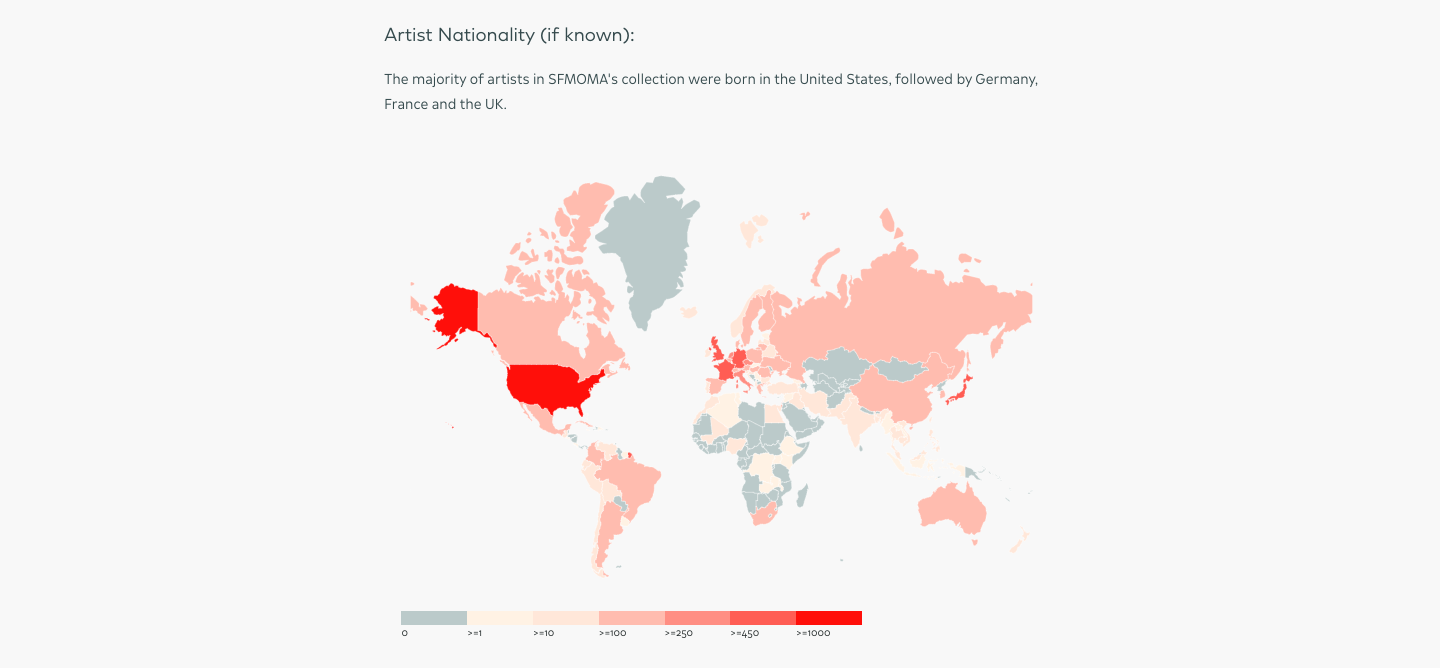 Artist Nationality (if known):
The majority of artists in SFMOMA's collection were born in the United States, followed by Germany,
France and the UK.
0 >=1 >=10 >=100 >=250 >=450 >=1000